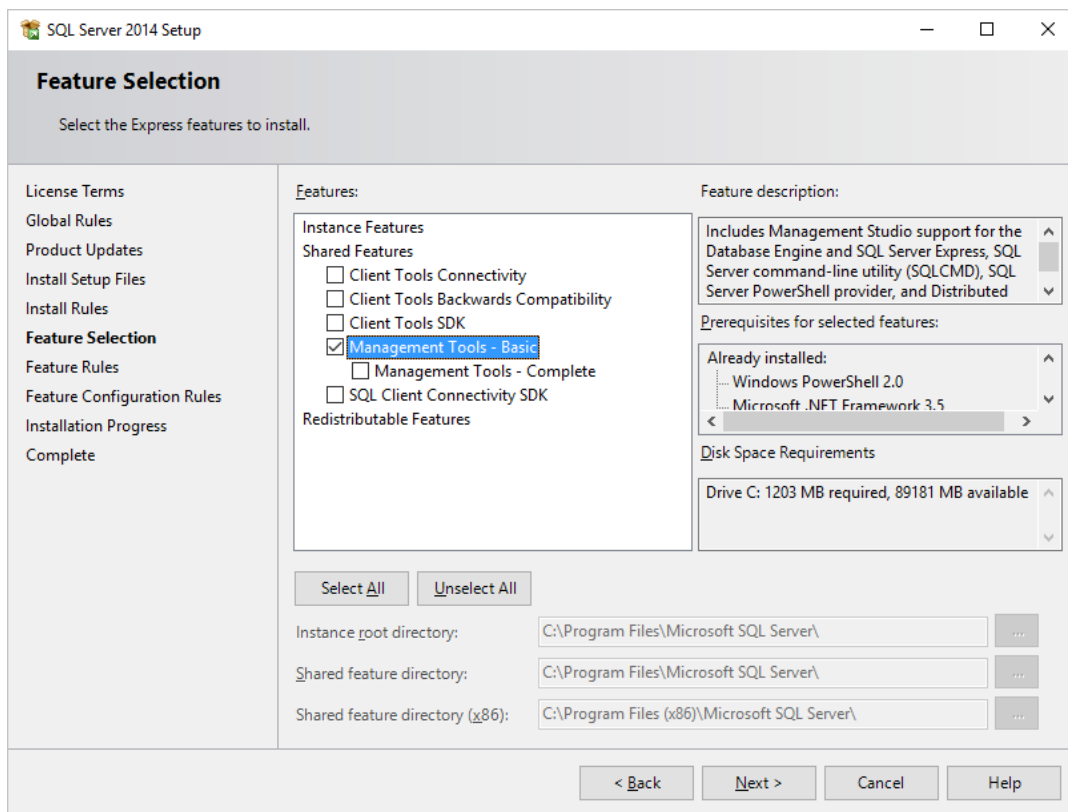 SQL Server 2014 Setup
Feature Selection
Select the Express features to install.
License Terms
Global Rules
Product Updates
Install Setup Files
Install Rules
Feature Selection
Feature Rules
Feature Configuration Rules
Installation Progress
Complete
Features:
Instance Features
Shared Features
Client Tools Connectivity
Client Tools Backwards Compatibility
Client Tools SDK
Management Tools - Basic
Management Tools - Complete
SQL Client Connectivity SDK
Redistributable Features
Feature description:
Includes Management Studio support for the
Database Engine and SQL Server Express, SQL
Server command-line utility (SQLCMD), SQL
Server PowerShell provider, and Distributed
Prerequisites for selected features:
Already installed:
Windows PowerShell 2.0
Microsoft .NET Framework 3.5
Disk Space Requirements
Drive C: 1203 MB required, 89181 MB available
Select All
Unselect All
Instance root directory:
C:\Program Files\Microsoft SQL Server\
...
Shared feature directory:
C:\Program Files\Microsoft SQL Server\
...
Shared feature directory (x86):
C:\Program Files (x86)\Microsoft SQL Server\
...
< Back
Next >
Cancel
Help